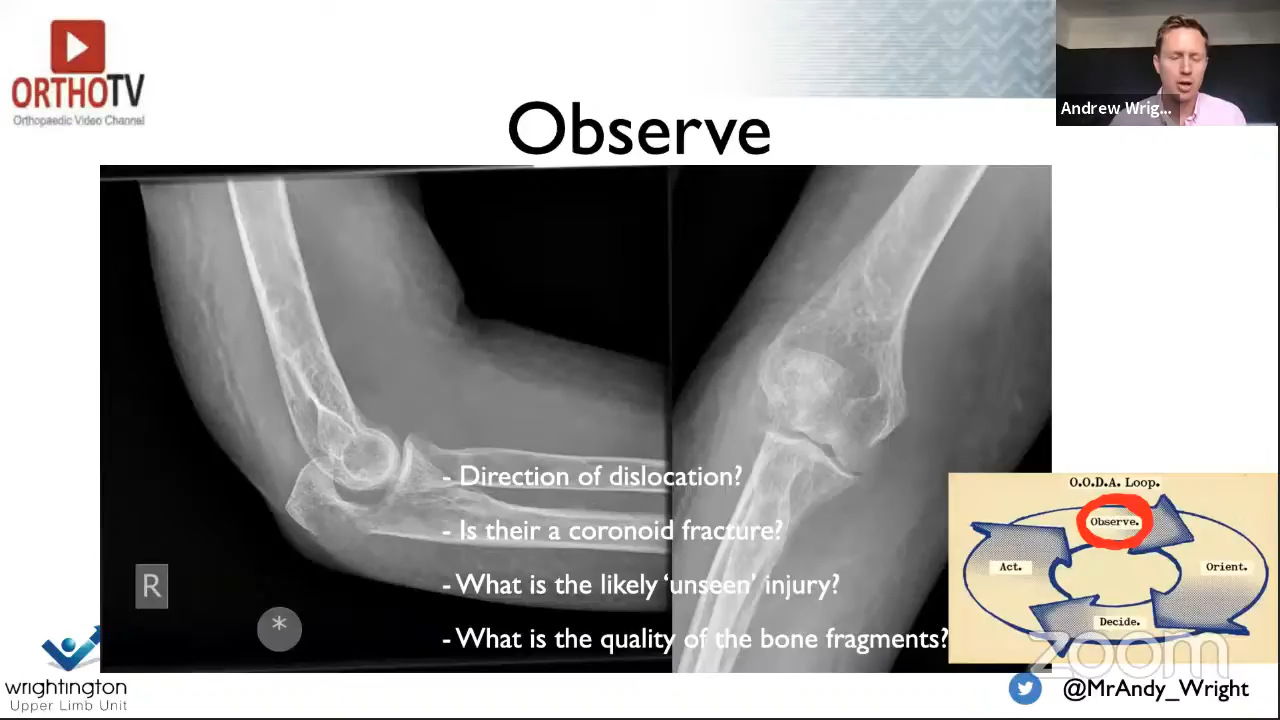 ORTHOTV
Orthopaedic Video Channel
Andrew Wrig...
Observe
- Direction of dislocation?
- Is their a coronoid fracture?
- What is the likely ‘unseen’ injury?
- What is the quality of the bone fragments?
R
*
O.O.D.A. Loop.
Observe.
Act.
Orient.
Decide.
zoom
wrightington
Upper Limb Unit
@MrAndy_Wright